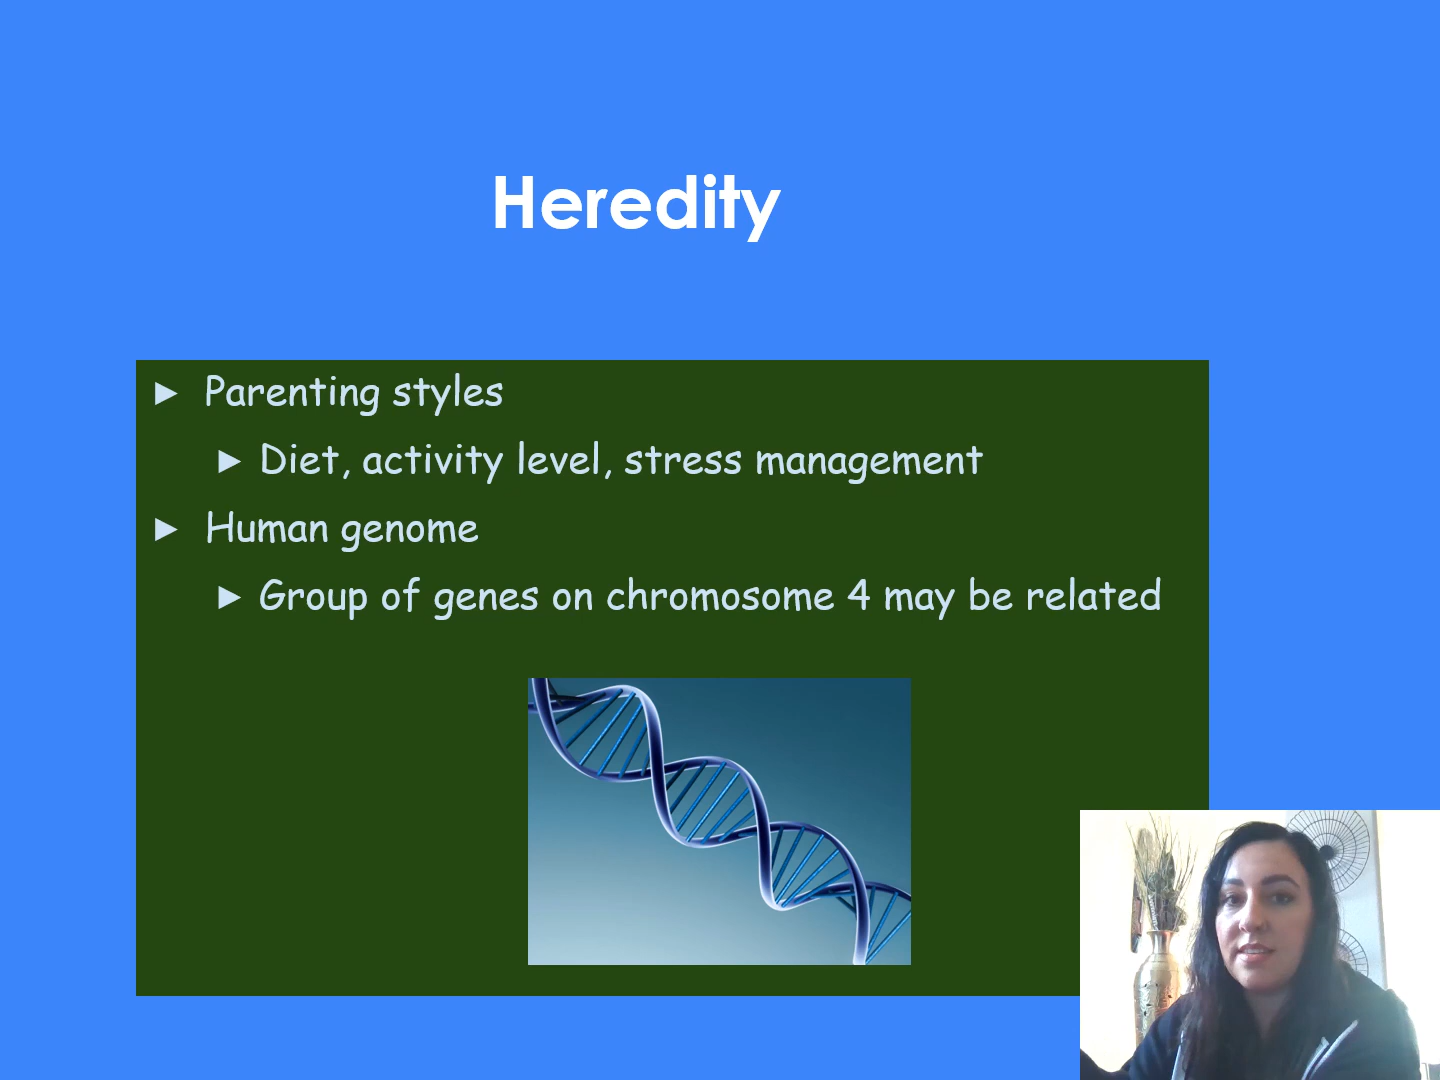 Heredity
► Parenting styles
► Diet, activity level, stress management
► Human genome
► Group of genes on chromosome 4 may be related